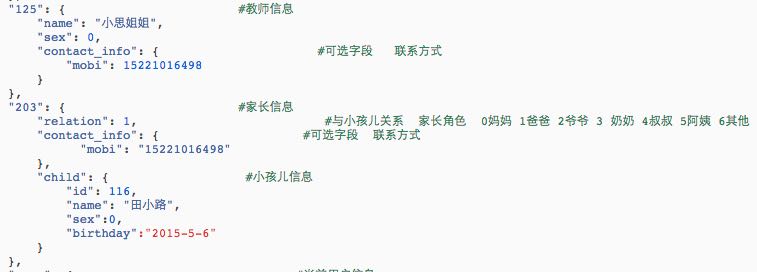 "125": { #教师信息
"name": "小思姐姐",
"sex": 0,
"contact_info": { #可选字段 联系方式
"mobi": 15221016498
}
},
"203": { #家长信息
"relation": 1, #与小孩儿关系 家长角色 0妈妈 1爸爸 2爷爷 3 奶奶 4叔叔 5阿姨 6其他
"contact_info": { #可选字段 联系方式
"mobi": "15221016498"
},
"child": { #小孩儿信息
"id": 116,
"name": "田小路",
"sex":0,
"birthday":"2015-5-6"
}
},